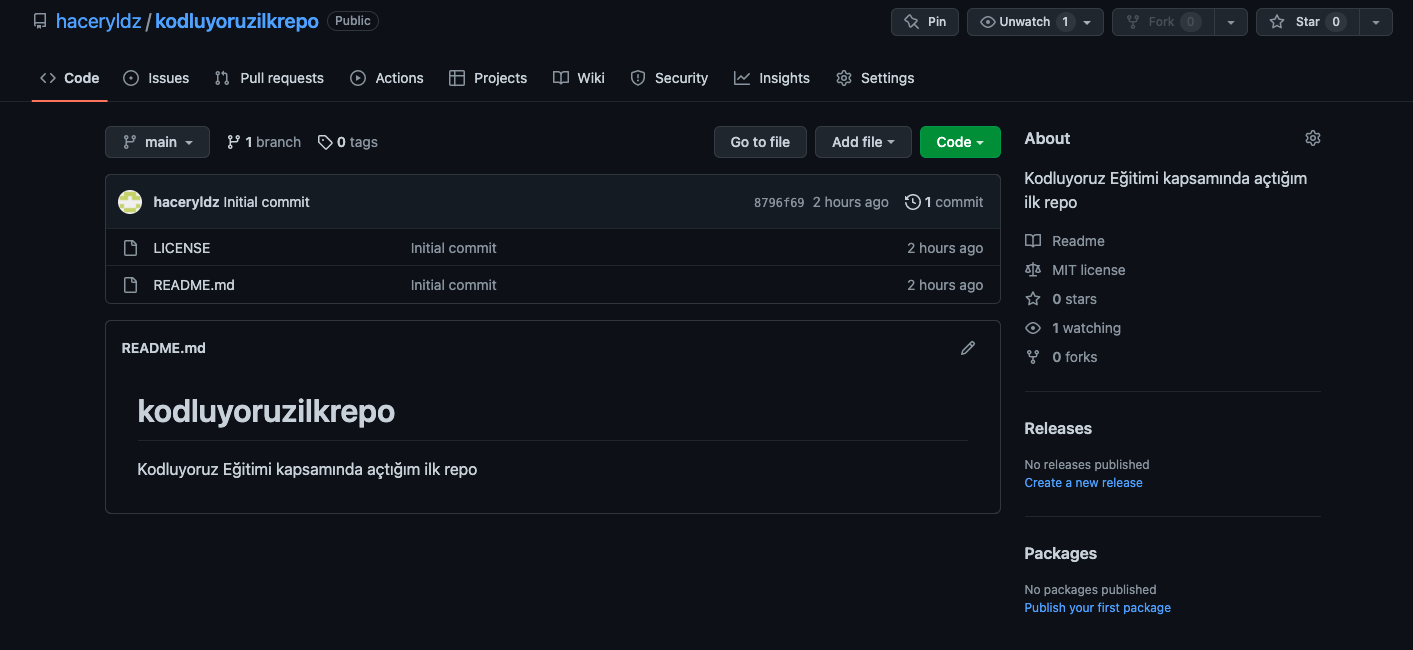 haceryldz / kodluyoruzilkrepo Public Pin Unwatch 1 Fork 0 Star 0
Code Issues Pull requests Actions Projects Wiki Security Insights Settings
main 1 branch 0 tags Go to file Add file Code
haceryldz Initial commit 8796f69 2 hours ago 1 commit
LICENSE Initial commit 2 hours ago
README.md Initial commit 2 hours ago
README.md
kodluyoruzilkrepo
Kodluyoruz Eğitimi kapsamında açtığım ilk repo
About
Kodluyoruz Eğitimi kapsamında açtığım
ilk repo
Readme
MIT license
0 stars
1 watching
0 forks
Releases
No releases published
Create a new release
Packages
No packages published
Publish your first package